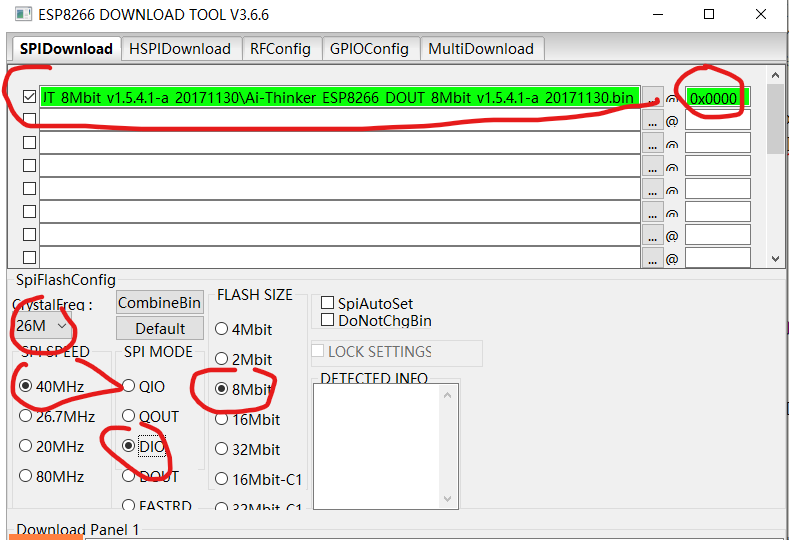 ESP8266 DOWNLOAD TOOL V3.6.6
SPIDownload HSPIDownload RFConfig GPIOConfig MultiDownload
IT_8Mbit_v1.5.4.1-a_20171130\Ai-Thinker_ESP8266_DOUT_8Mbit_v1.5.4.1-a_20171130.bin ... @ 0x0000
... @
... @
... @
... @
... @
... @
... @
SpiFlashConfig
CrystalFreq :
26M
CombineBin
Default
SPI SPEED
40MHz
26.7MHz
20MHz
80MHz
SPI MODE
QIO
QOUT
DIO
DOUT
FASTRD
FLASH SIZE
4Mbit
2Mbit
8Mbit
16Mbit
32Mbit
16Mbit-C1
32Mbit-C1
SpiAutoSet
DoNotChgBin
LOCK SETTINGS
DETECTED INFO
Download Panel 1